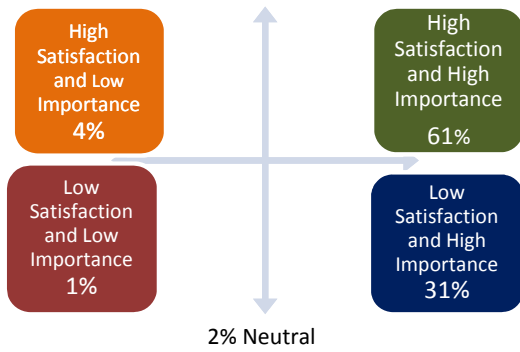 High
Satisfaction
and Low
Importance
4%
High
Satisfaction
and High
Importance
61%
Low
Satisfaction
and Low
Importance
1%
Low
Satisfaction
and High
Importance
31%
2% Neutral